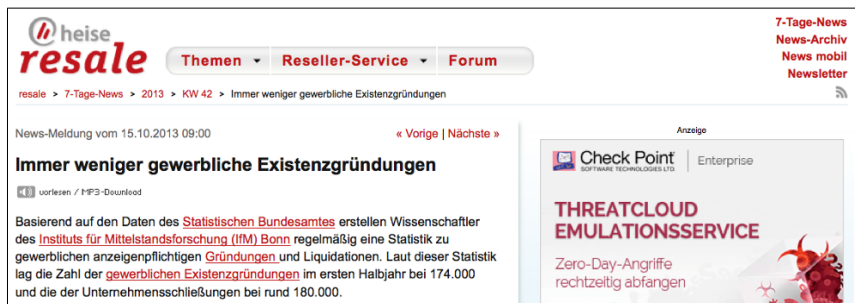 heise
resale
Themen
Reseller-Service
Forum
7-Tage-News
News-Archiv
News mobil
Newsletter
resale > 7-Tage-News > 2013 > KW 42 > Immer weniger gewerbliche Existenzgründungen
News-Meldung vom 15.10.2013 09:00
« Vorige | Nächste »
Immer weniger gewerbliche Existenzgründungen
vorlesen / MP3-Download
Basierend auf den Daten des Statistischen Bundesamtes erstellen Wissenschaftler
des Instituts für Mittelstandsforschung (IfM) Bonn regelmäßig eine Statistik zu
gewerblichen anzeigenpflichtigen Gründungen und Liquidationen. Laut dieser Statistik
lag die Zahl der gewerblichen Existenzgründungen im ersten Halbjahr bei 174.000
und die der Unternehmensschließungen bei rund 180.000.
Anzeige
Check Point
SOFTWARE TECHNOLOGIES LTD.
Enterprise
THREATCLOUD
EMULATIONSSERVICE
Zero-Day-Angriffe
rechtzeitig abfangen